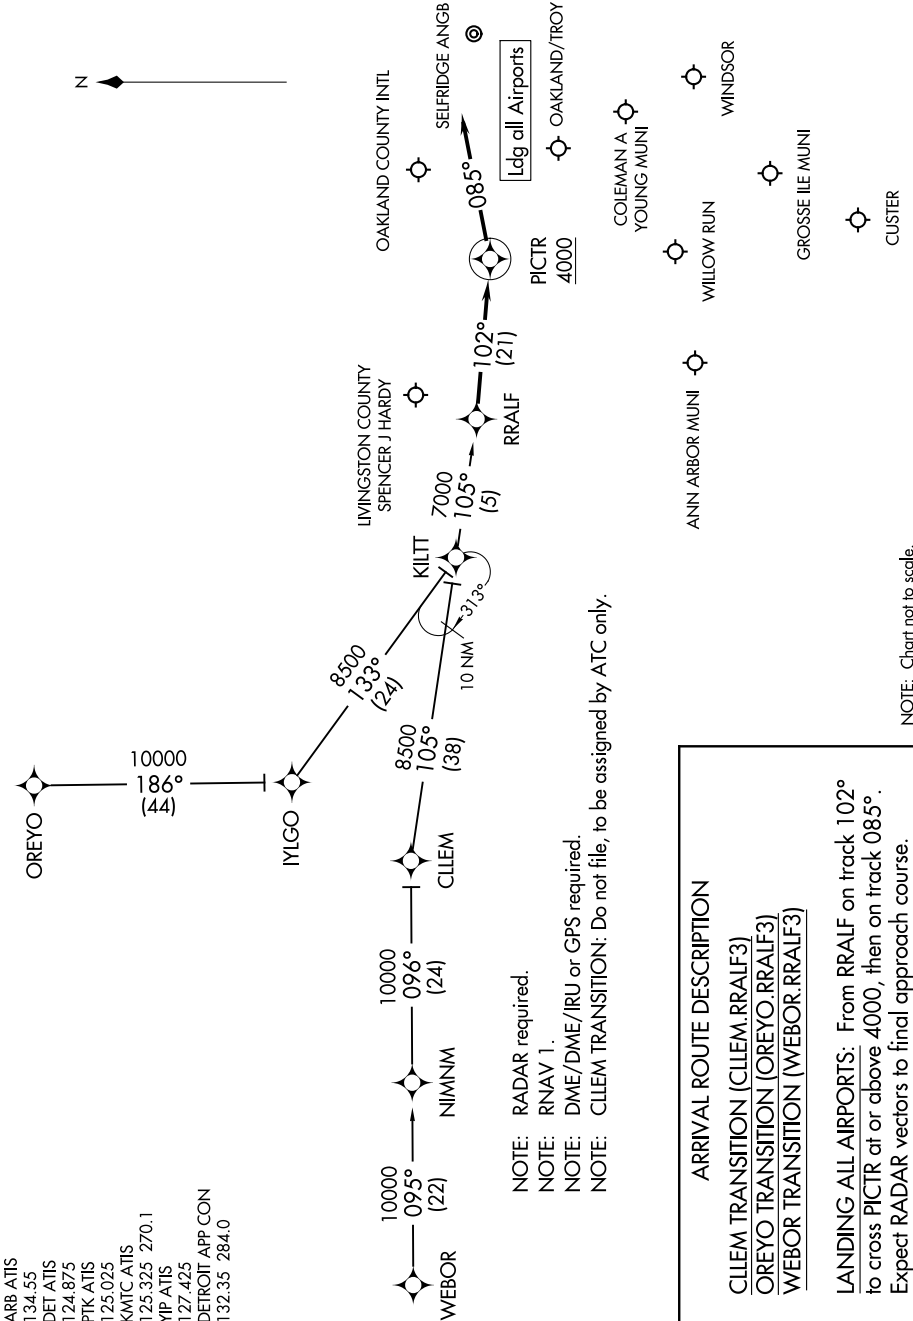 ARB ATIS
134.55
DET ATIS
124.875
PTK ATIS
125.025
KMTC ATIS
125.325 270.1
YIP ATIS
127.425
DETROIT APP CON
132.35 284.0
N
OREYO
10000
186°
(44)
IYLGO
8500
133°
(24)
WEBOR
10000
095°
(22)
NIMNM
10000
096°
(24)
CLLEM
8500
105°
(38)
10 NM
313°
KILTT
7000
105°
(5)
RRALF
102°
(21)
PICTR
4000
085°
Ldg all Airports
LIVINGSTON COUNTY
SPENCER J HARDY
OAKLAND COUNTY INTL
SELFRIDGE ANGB
OAKLAND/TROY
COLEMAN A
YOUNG MUNI
WINDSOR
WILLOW RUN
ANN ARBOR MUNI
GROSSE ILE MUNI
CUSTER
NOTE: RADAR required.
NOTE: RNAV 1.
NOTE: DME/DME/IRU or GPS required.
NOTE: CLLEM TRANSITION: Do not file, to be assigned by ATC only.
NOTE: Chart not to scale.
ARRIVAL ROUTE DESCRIPTION
CLLEM TRANSITION (CLLEM.RRALF3)
OREYO TRANSITION (OREYO.RRALF3)
WEBOR TRANSITION (WEBOR.RRALF3)
LANDING ALL AIRPORTS: From RRALF on track 102°
to cross PICTR at or above 4000, then on track 085°.
Expect RADAR vectors to final approach course.